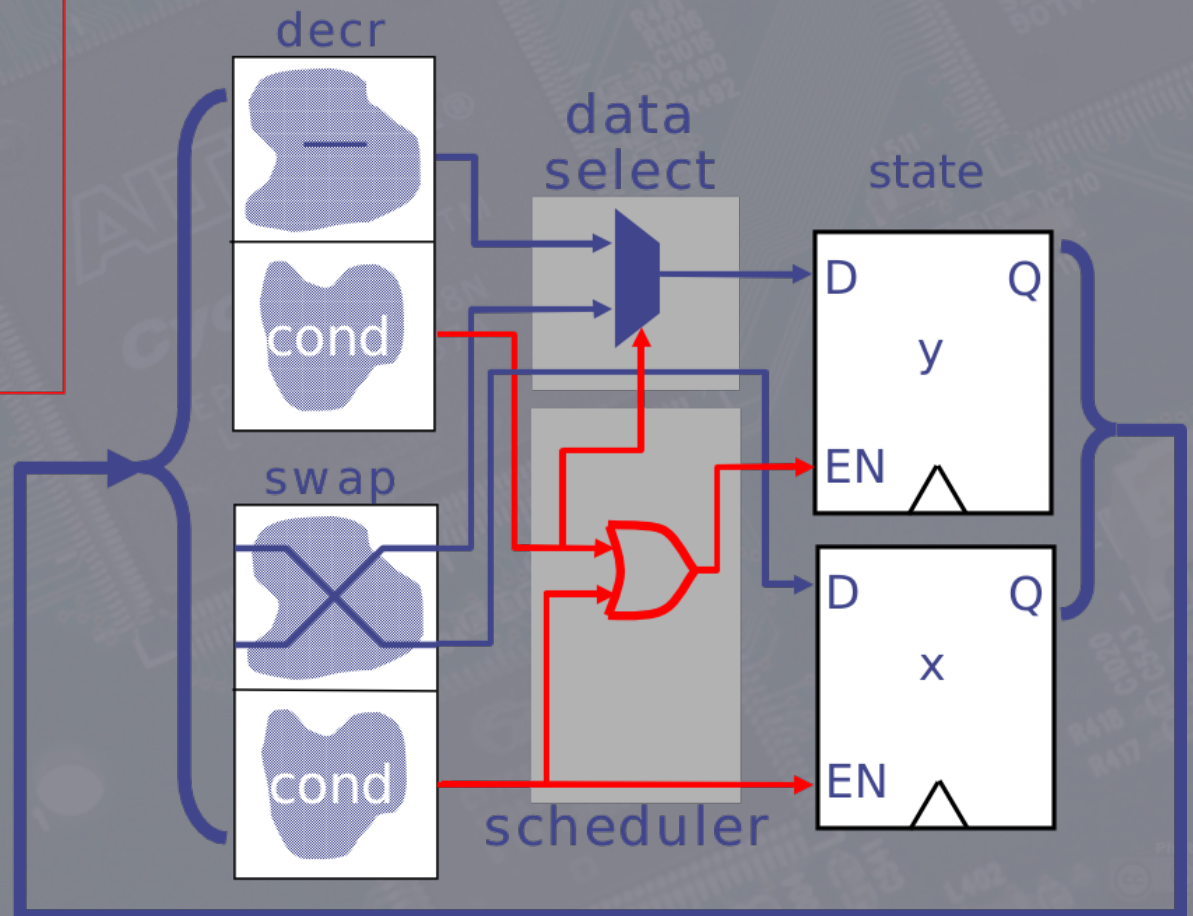 decr
data
select
state
D
Q
y
EN
cond
swap
D
Q
x
EN
cond
scheduler